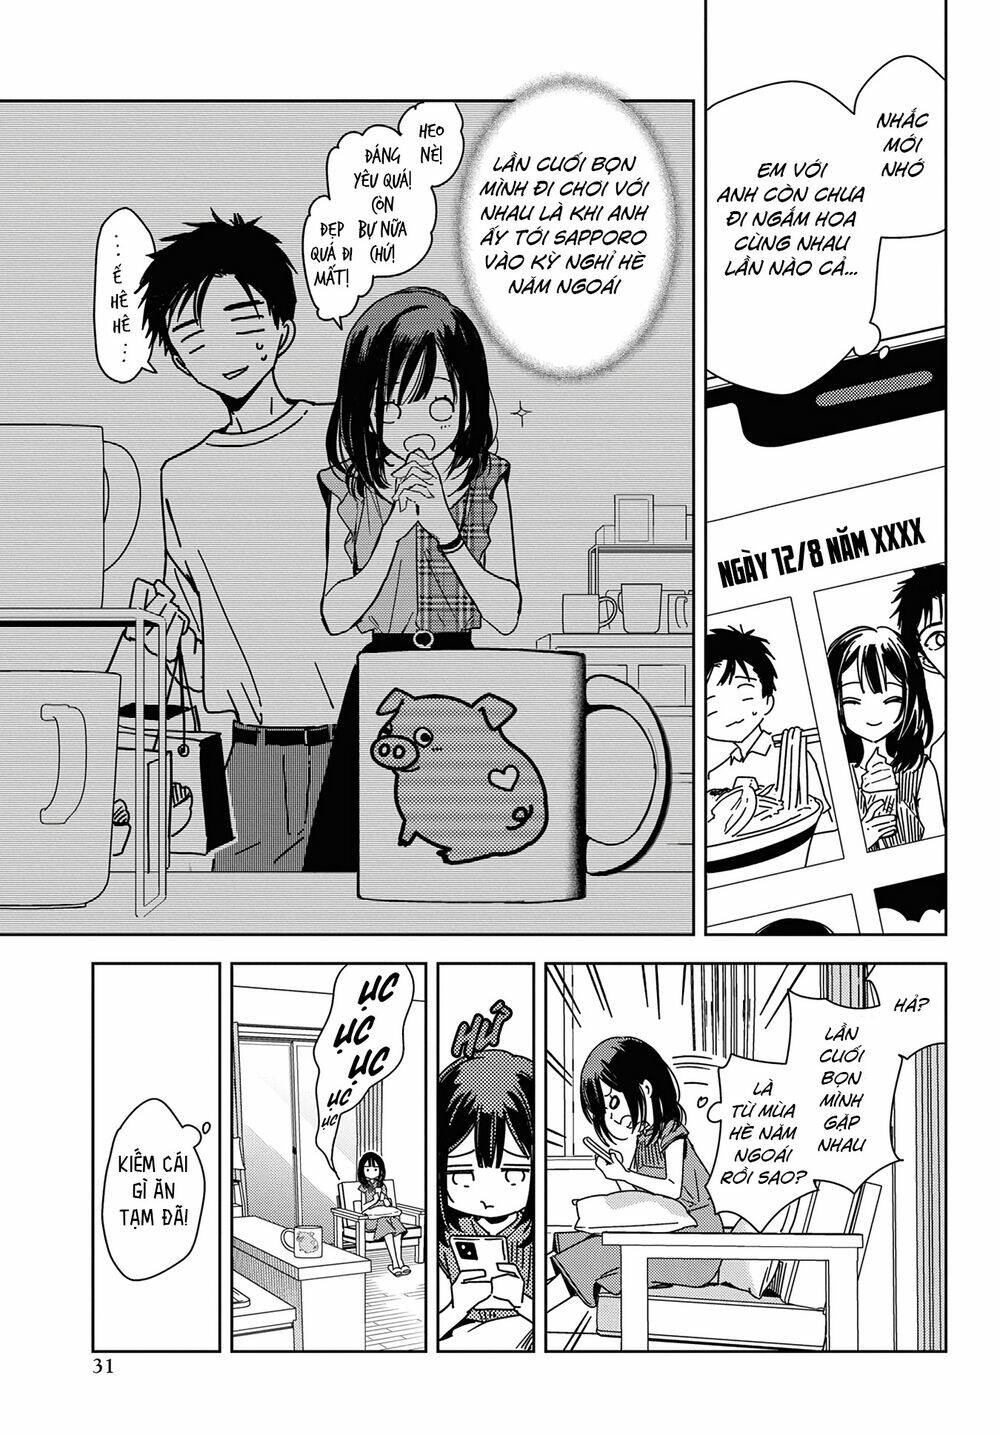 NHẮC
MỚI
NHỚ
EM VỚI
ANH CÒN CHƯA
ĐI NGẮM HOA
CÙNG NHAU
LẦN NÀO CẢ...
NGÀY 12/8 NĂM XXXX
LẦN CUỐI BỌN
MÌNH ĐI CHƠI VỚI
NHAU LÀ KHI ANH
ẤY TỚI SAPPORO
VÀO KỲ NGHỈ HÈ
NĂM NGOÁI
HEO
NÈ!
ĐÁNG
YÊU QUÁ!
CÒN
BỰ NỮA
CHỨ!
ĐẸP
QUÁ ĐI
MẤT!
...
Ế
HÊ
HÊ
...
HẢ?
LẦN
CUỐI
BỌN
MÌNH
GẶP
NHAU
LÀ
TỪ MÙA
HÈ NĂM
NGOÁI
RỒI SAO?
HỪ
ỤC
ỤC
ỤC
ỤC
ỤC
KIẾM CÁI
GÌ ĂN
TẠM ĐÃ!
31